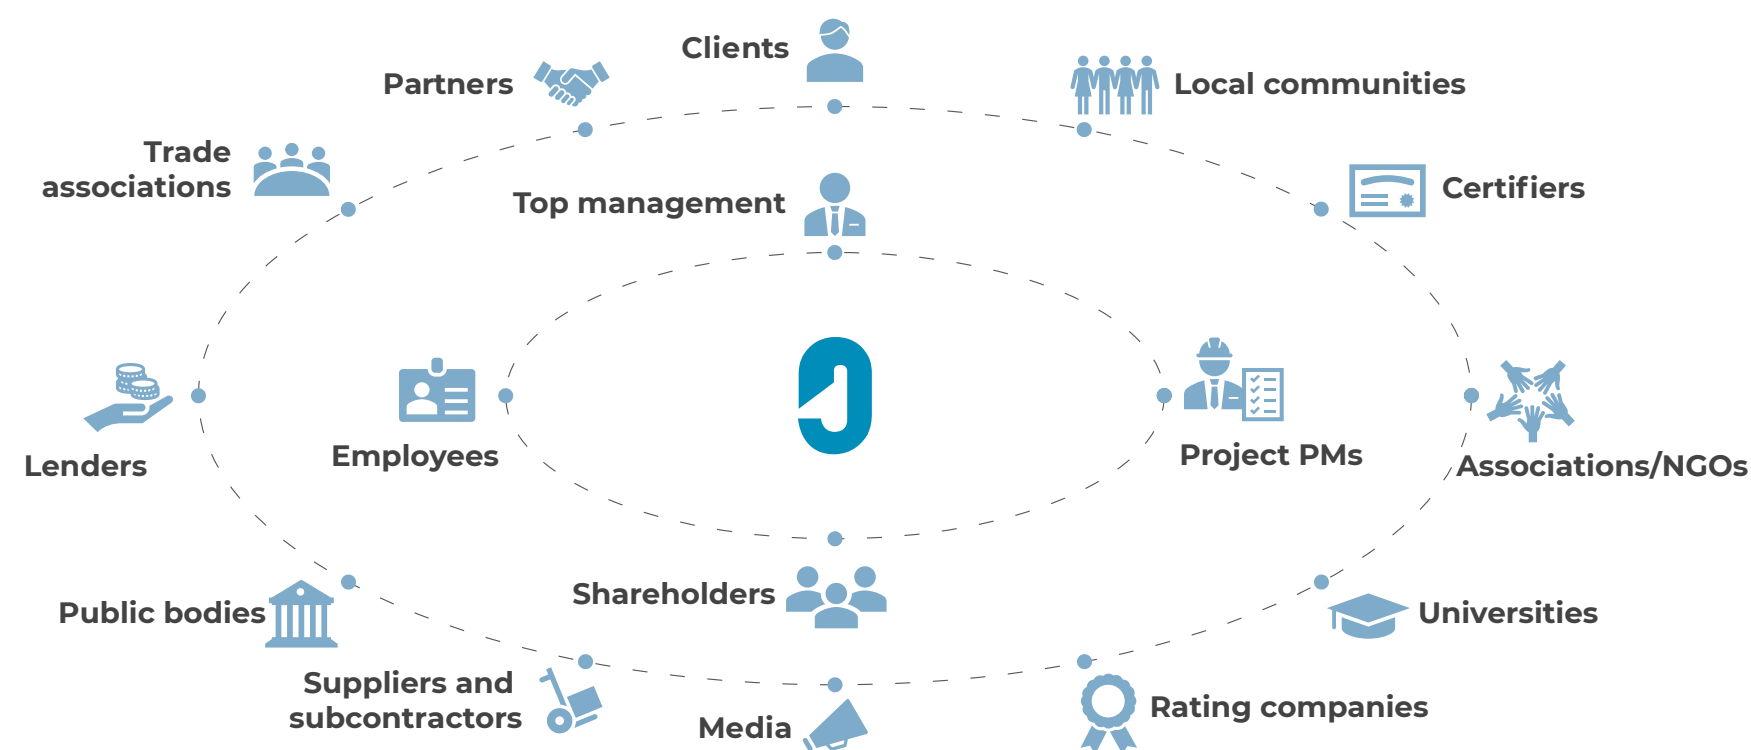 Clients
Partners
Local communities
Trade
associations
Certifiers
Top management
Employees
Project PMs
Lenders
Associations/NGOs
Shareholders
Public bodies
Universities
Suppliers and
subcontractors
Rating companies
Media